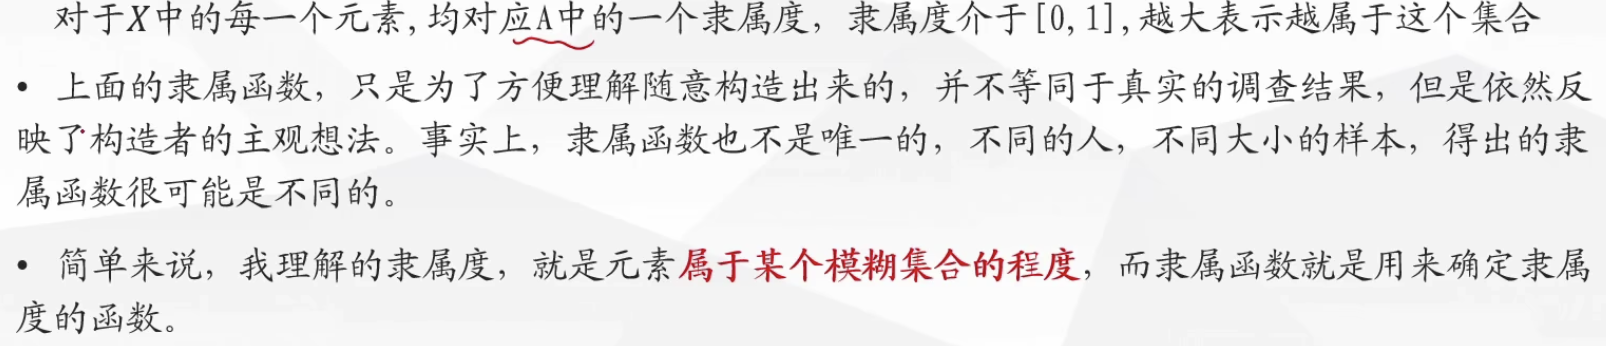 对于X中的每一个元素,均对应A中的一个隶属度，隶属度介于[0,1],越大表示越属于这个集合
• 上面的隶属函数，只是为了方便理解随意构造出来的，并不等同于真实的调查结果，但是依然反
映了构造者的主观想法。事实上，隶属函数也不是唯一的，不同的人，不同大小的样本，得出的隶
属函数很可能是不同的。
• 简单来说，我理解的隶属度，就是元素属于某个模糊集合的程度，而隶属函数就是用来确定隶属
度的函数。